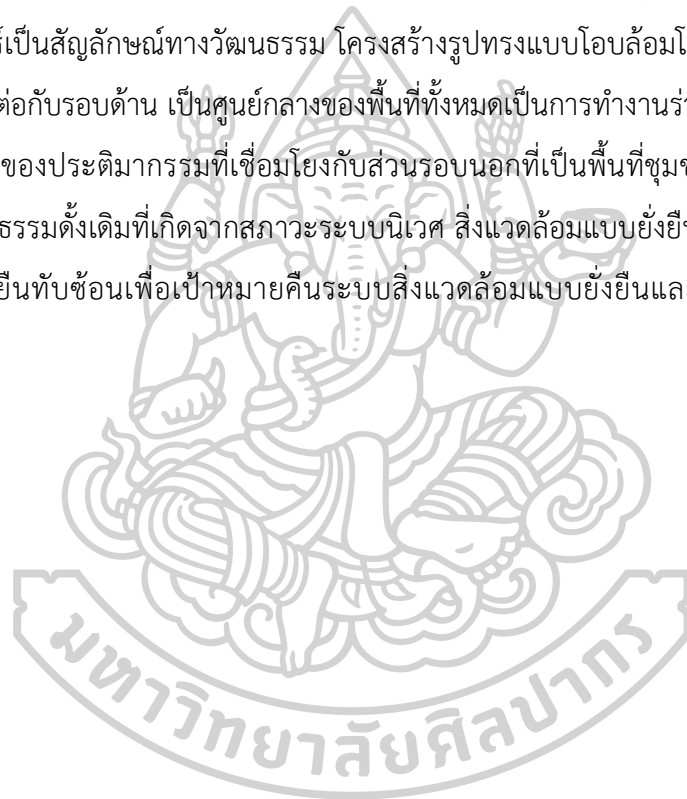 เป็นสัญลักษณ์ทางวัฒนธรรม โครงสร้างรูปทรงแบบโอบล้อม
ต่อกับรอบด้าน เป็นศูนย์กลางของพื้นที่ทั้งหมดเป็นการทำงาน
ของประติมากรรมที่เชื่อมโยงกับส่วนรอบนอกที่เป็นพื้นที่
ธรรมดั้งเดิมที่เกิดจากสภาวะระบบนิเวศ สิ่งแวดล้อมแบบ
ยืนทับซ้อนเพื่อเป้าหมายคืนระบบสิ่งแวดล้อมแบบยั่งยืน
มหาวิทยาลัยศิลปากร